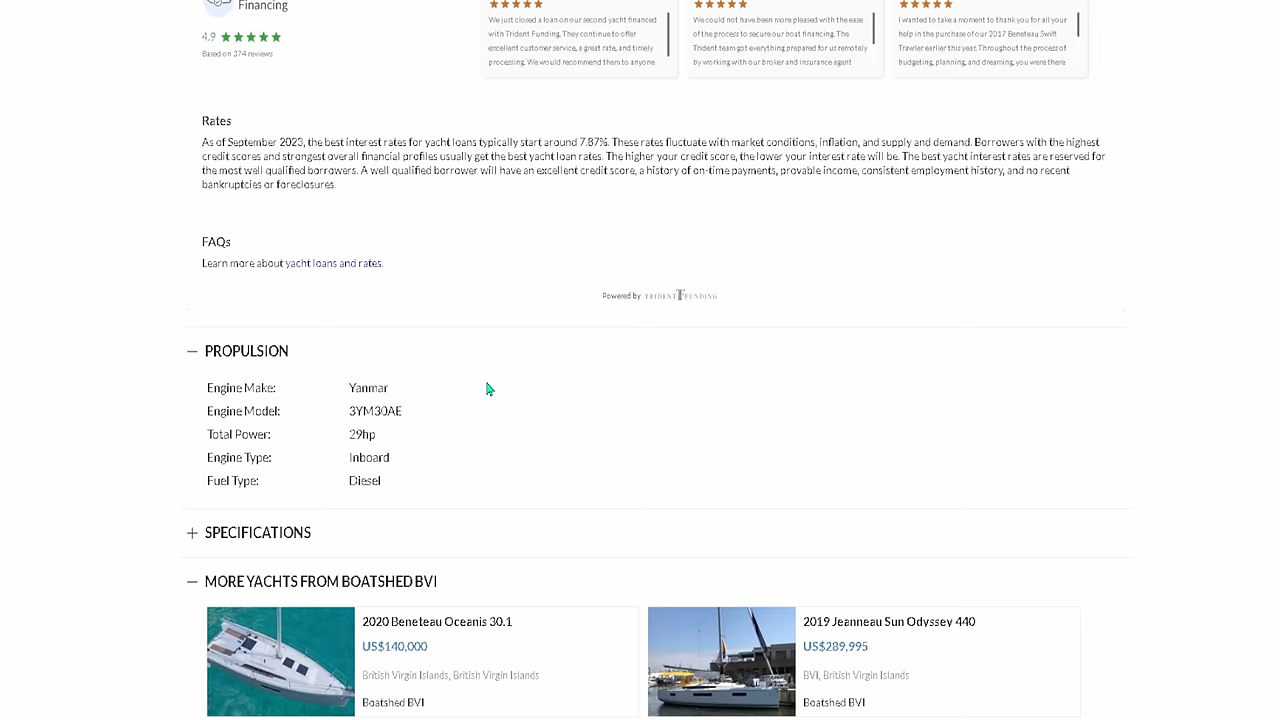 Financing
4.9 ★★★★★
Based on 374 reviews
★★★★★
We just closed a loan on our second yacht financed
with Trident Funding. They continue to offer
excellent customer service, a great rate, and timely
processing. We would recommend them to anyone
★★★★★
We could not have been more pleased with the ease
of the process to secure our boat financing. The
Trident team got everything prepared for us remotely
by working with our broker and insurance agent
★★★★★
I wanted to take a moment to thank you for all your
help in the purchase of our 2017 Beneteau Swift
Trawler earlier this year. Throughout the process of
budgeting, planning, and dreaming, you were there
Rates
As of September 2023, the best interest rates for yacht loans typically start around 7.87%. These rates fluctuate with market conditions, inflation, and supply and demand. Borrowers with the highest
credit scores and strongest overall financial profiles usually get the best yacht loan rates. The higher your credit score, the lower your interest rate will be. The best yacht interest rates are reserved for
the most well qualified borrowers. A well qualified borrower will have an excellent credit score, a history of on-time payments, provable income, consistent employment history, and no recent
bankruptcies or foreclosures.
FAQs
Learn more about yacht loans and rates.
Powered by TRIDENT FUNDING
— PROPULSION
Engine Make: Yanmar
Engine Model: 3YM30AE
Total Power: 29hp
Engine Type: Inboard
Fuel Type: Diesel
+ SPECIFICATIONS
— MORE YACHTS FROM BOATSHED BVI
2020 Beneteau Oceanis 30.1
US$140,000
British Virgin Islands, British Virgin Islands
Boatshed BVI
2019 Jeanneau Sun Odyssey 440
US$289,995
BVI, British Virgin Islands
Boatshed BVI